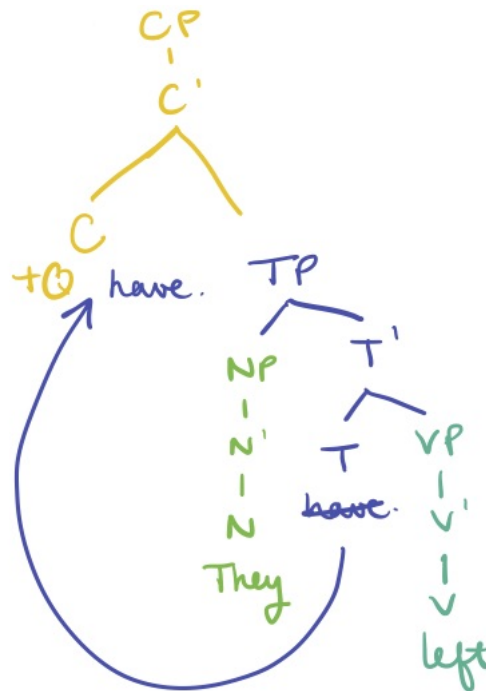 CP
C'
C
+Q have. TP
NP T'
N' T VP
N have. V'
They V
left